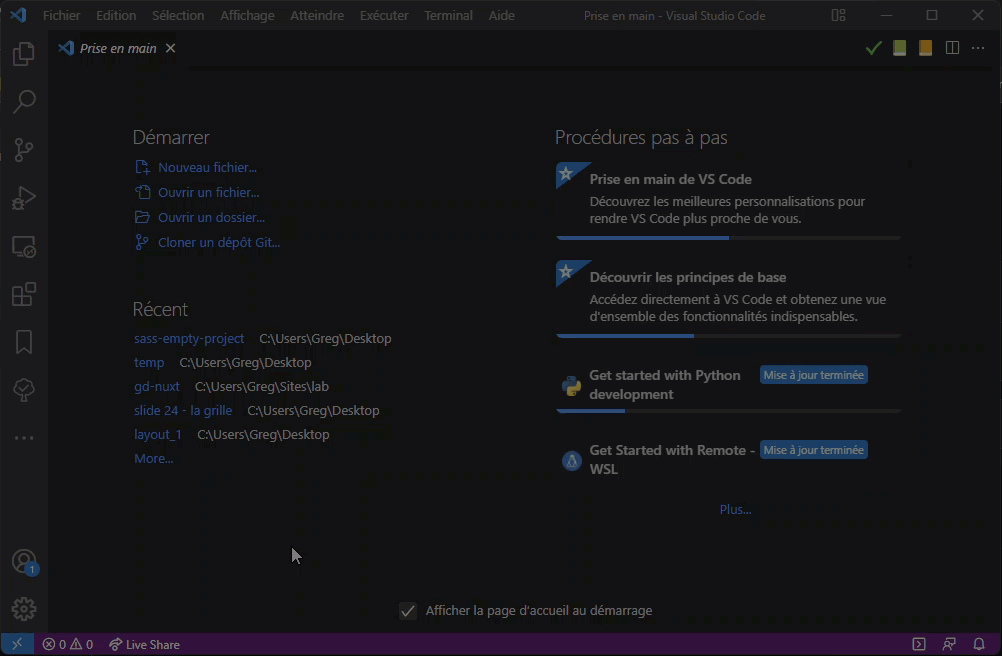 Fichier Edition Sélection Affichage Atteindre Exécuter Terminal Aide Prise en main - Visual Studio Code
Prise en main
Démarrer
Nouveau fichier...
Ouvrir un fichier...
Ouvrir un dossier...
Cloner un dépôt Git...
Récent
sass-empty-project C:\Users\Greg\Desktop
temp C:\Users\Greg\Desktop
gd-nuxt C:\Users\Greg\Sites\lab
slide 24 - la grille C:\Users\Greg\Desktop
layout_1 C:\Users\Greg\Desktop
More...
Procédures pas à pas
Prise en main de VS Code
Découvrez les meilleures personnalisations pour
rendre VS Code plus proche de vous.
Découvrir les principes de base
Accédez directement à VS Code et obtenez une vue
d'ensemble des fonctionnalités indispensables.
Get started with Python Mise à jour terminée
development
Get Started with Remote - Mise à jour terminée
WSL
Plus...
Afficher la page d'accueil au démarrage
1
0 0 Live Share